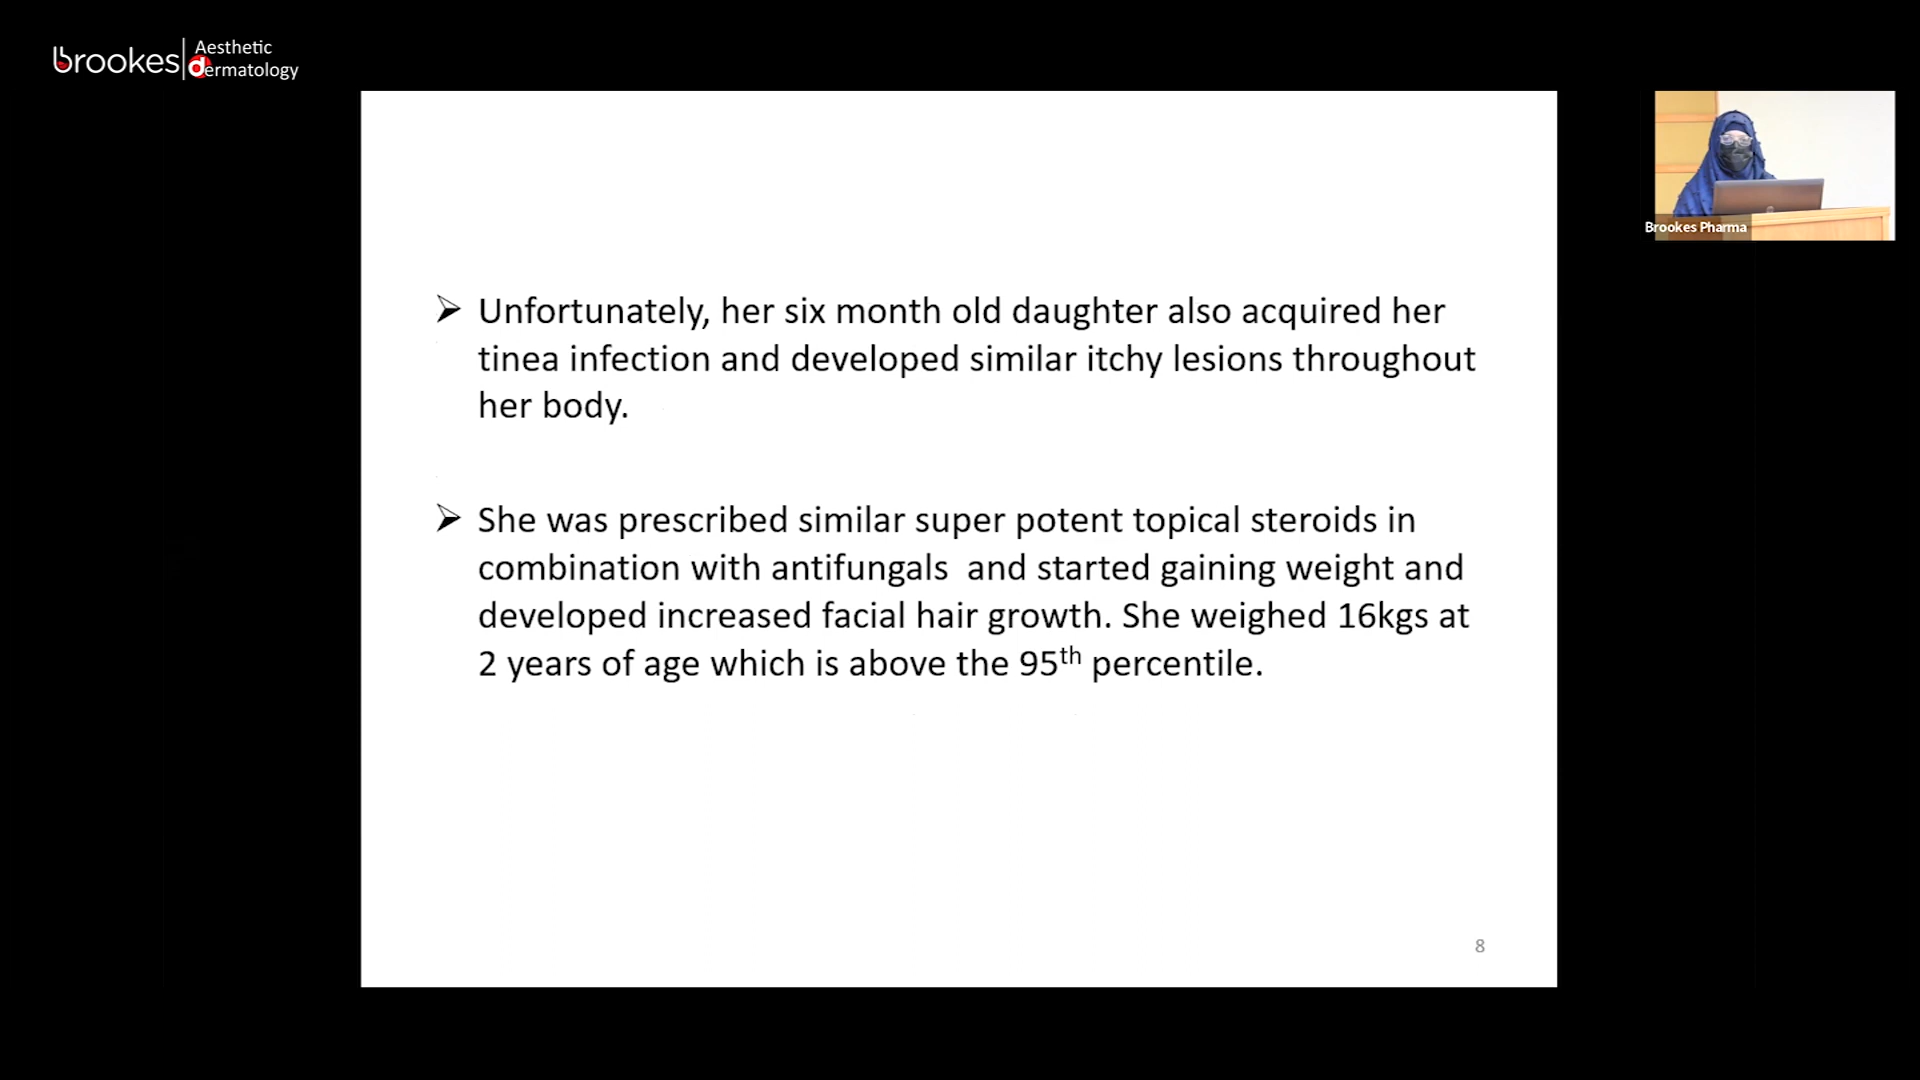 brookes
Aesthetic
dermatology
Brookes Pharma
➢ Unfortunately, her six month old daughter also acquired her
tinea infection and developed similar itchy lesions throughout
her body.
➢ She was prescribed similar super potent topical steroids in
combination with antifungals  and started gaining weight and
developed increased facial hair growth. She weighed 16kgs at
2 years of age which is above the 95th percentile.
8